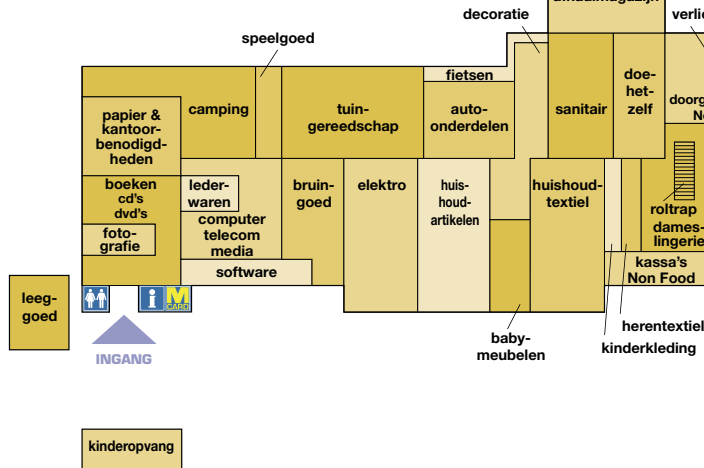 decoratie
speelgoed
fietsen
camping
tuin-
gereedschap
auto-
onderdelen
sanitair
doe-
het-
zelf
papier &
kantoor-
benodigd-
heden
boeken
cd's
dvd's
foto-
grafie
leder-
waren
computer
telecom
media
software
bruin-
goed
elektro
huis-
houd-
artikelen
huishoud-
textiel
roltrap
dames-
lingerie
kassa's
Non Food
leeg-
goed
i
M
CARD
INGANG
baby-
meubelen
herentextiel
kinderkleding
kinderopvang